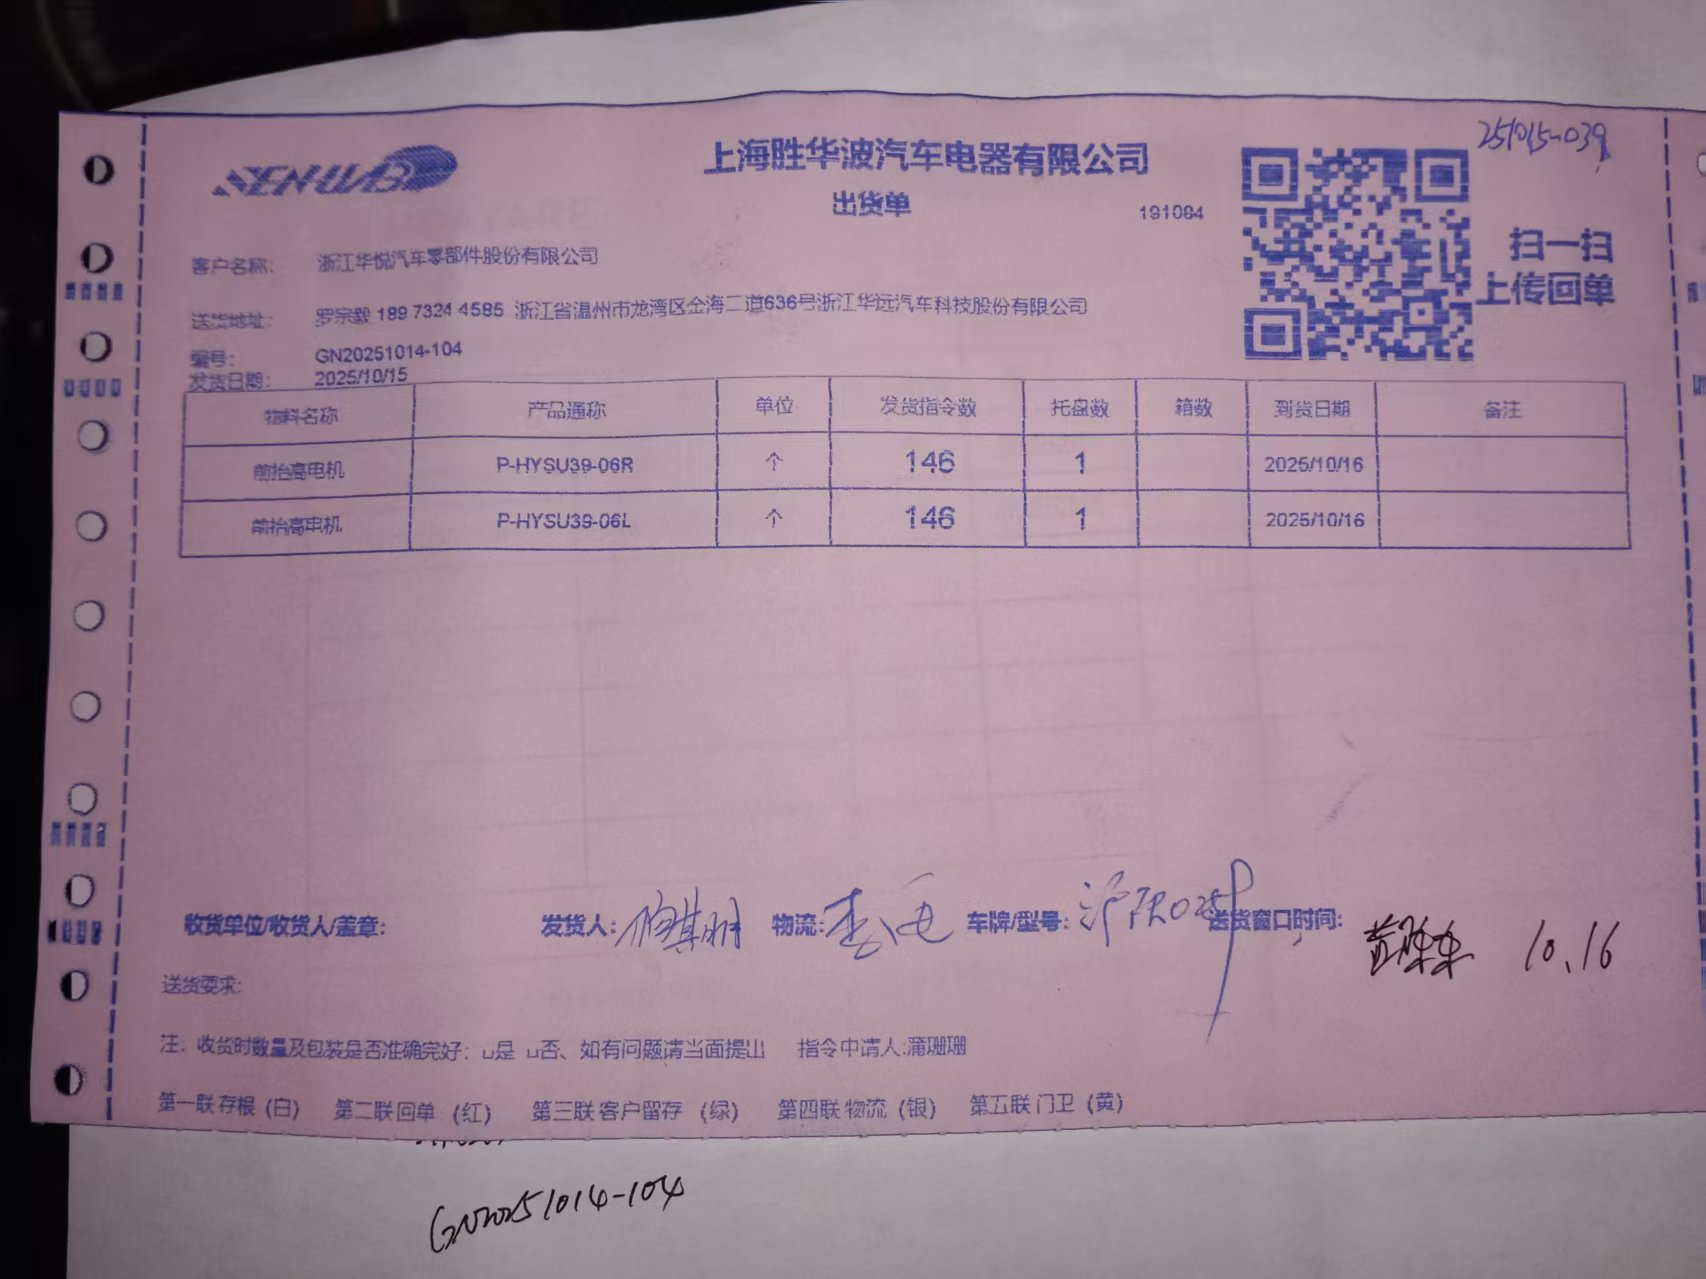 251015-039
SENWB
上海胜华波汽车电器有限公司
出货单
191084
扫一扫
上传回单
客户名称: 浙江华悦汽车零部件股份有限公司
送货地址: 罗宗毅 189 7324 4585 浙江省温州市龙湾区金海二道636号浙江华远汽车科技股份有限公司
编号: GN20251014-104
发货日期: 2025/10/15
物料名称 产品通称 单位 发货指令数 托盘数 箱数 到货日期 备注
前抬高电机 P-HYSU39-06R 个 146 1 2025/10/16
前抬高电机 P-HYSU39-06L 个 146 1 2025/10/16
收货单位/收货人/盖章: 发货人: 物流: 车牌/型号: 送货窗口时间: 10.16
送货要求:
注: 收货时数量及包装是否准确完好: □是 □否、如有问题请当面提出 指令申请人:蒲珊珊
第一联存根 (白) 第二联回单 (红) 第三联客户留存 (绿) 第四联物流 (银) 第五联门卫 (黄)
GN20251014-104